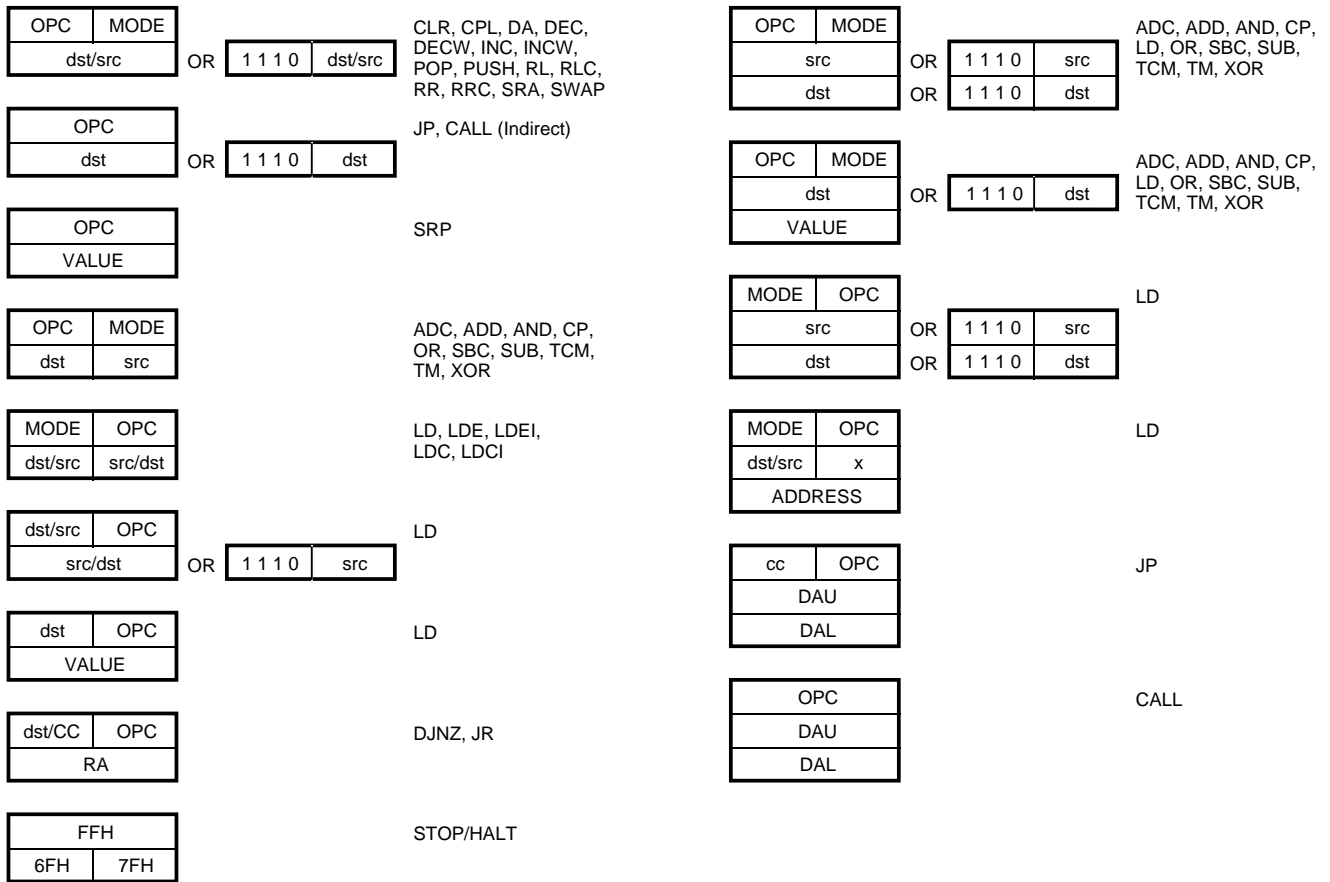 OPC MODE
dst/src OR 1 1 1 0 dst/src
CLR, CPL, DA, DEC,
DECW, INC, INCW,
POP, PUSH, RL, RLC,
RR, RRC, SRA, SWAP
OPC
dst OR 1 1 1 0 dst
JP, CALL (Indirect)
OPC
VALUE
SRP
OPC MODE
dst src
ADC, ADD, AND, CP,
OR, SBC, SUB, TCM,
TM, XOR
MODE OPC
dst/src src/dst
LD, LDE, LDEI,
LDC, LDCI
dst/src OPC
src/dst OR 1 1 1 0 src
LD
dst OPC
VALUE
LD
dst/CC OPC
RA
DJNZ, JR
FFH
6FH 7FH
STOP/HALT
OPC MODE
src OR 1 1 1 0 src
dst OR 1 1 1 0 dst
ADC, ADD, AND, CP,
LD, OR, SBC, SUB,
TCM, TM, XOR
OPC MODE
dst OR 1 1 1 0 dst
VALUE
ADC, ADD, AND, CP,
LD, OR, SBC, SUB,
TCM, TM, XOR
MODE OPC
src OR 1 1 1 0 src
dst OR 1 1 1 0 dst
LD
MODE OPC
dst/src x
ADDRESS
LD
cc OPC
DAU
DAL
JP
OPC
DAU
DAL
CALL